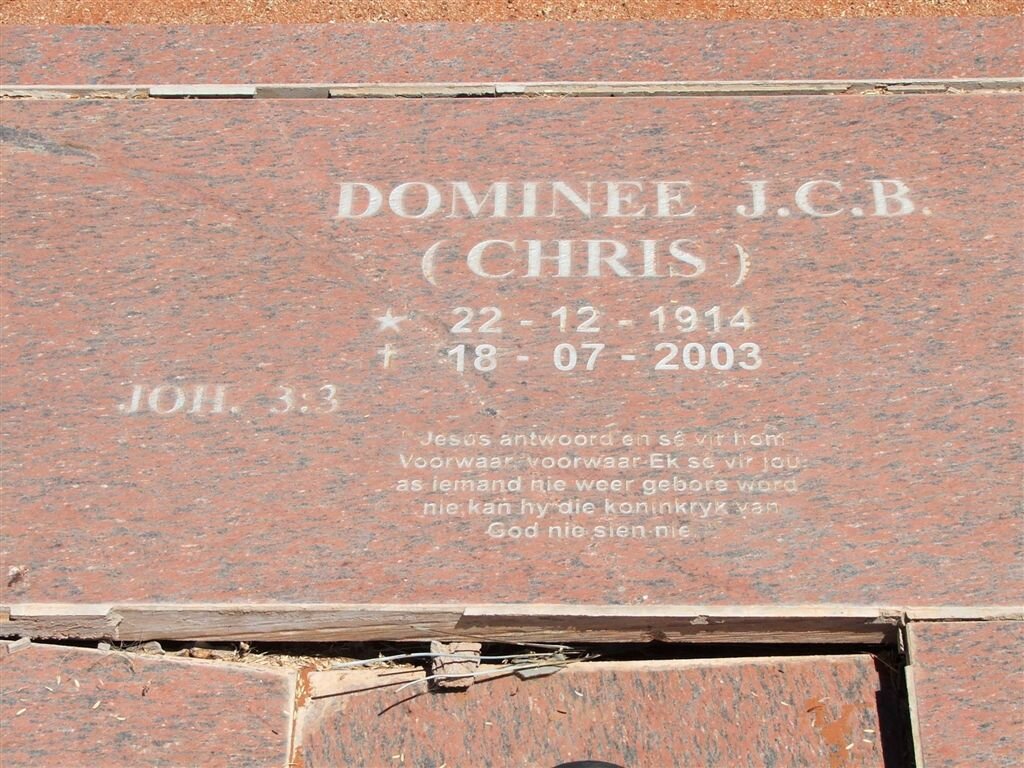 DOMINEE J.C.B.
( CHRIS )
★ 22 - 12 - 1914
✝ 18 - 07 - 2003
JOH. 3:3
Jesus antwoord en sê vir hom
Voorwaar, voorwaar Ek sê vir jou
as iemand nie weer gebore word
nie kan hy die koninkryk van
God nie sien nie